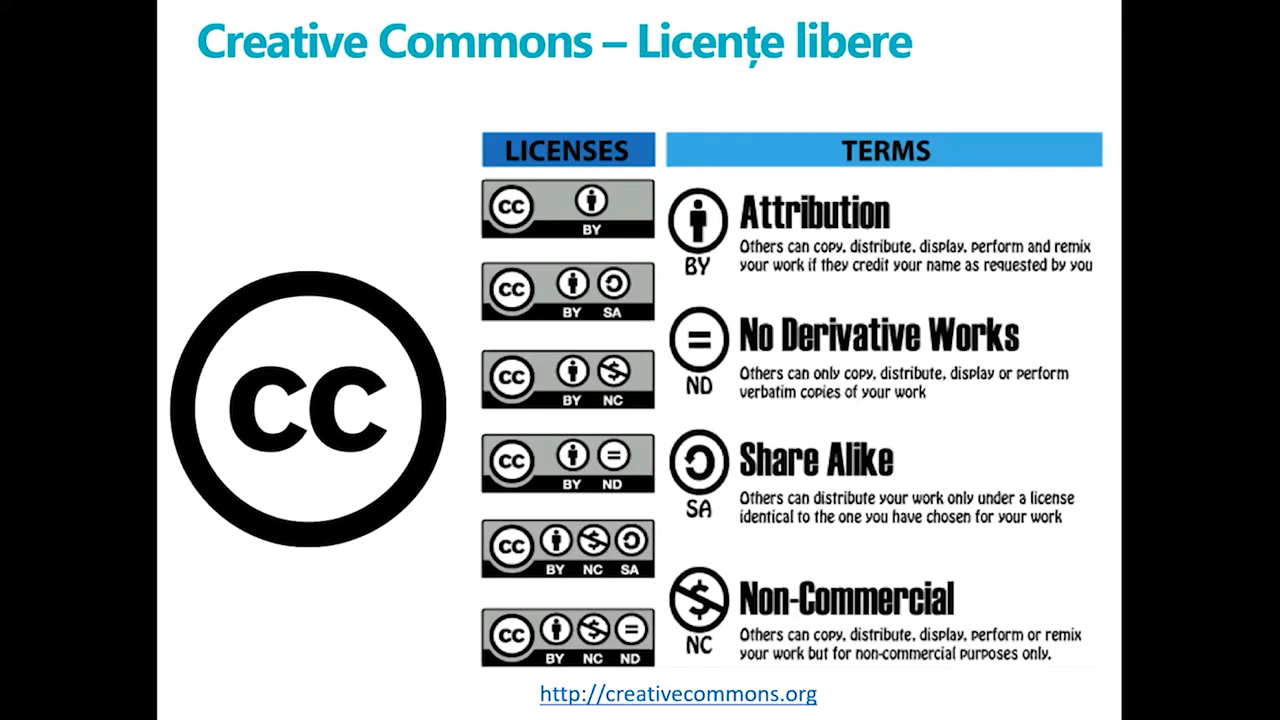 Creative Commons – Licențe libere
LICENSES
TERMS
cc
cc
BY
cc
BY SA
cc
BY NC
cc
BY ND
cc
BY NC SA
cc
BY NC ND
BY
Attribution
Others can copy, distribute, display, perform and remix
your work if they credit your name as requested by you
ND
No Derivative Works
Others can only copy, distribute, display or perform
verbatim copies of your work
SA
Share Alike
Others can distribute your work only under a license
identical to the one you have chosen for your work
NC
Non-Commercial
Others can copy, distribute, display, perform or remix
your work but for non-commercial purposes only.
http://creativecommons.org